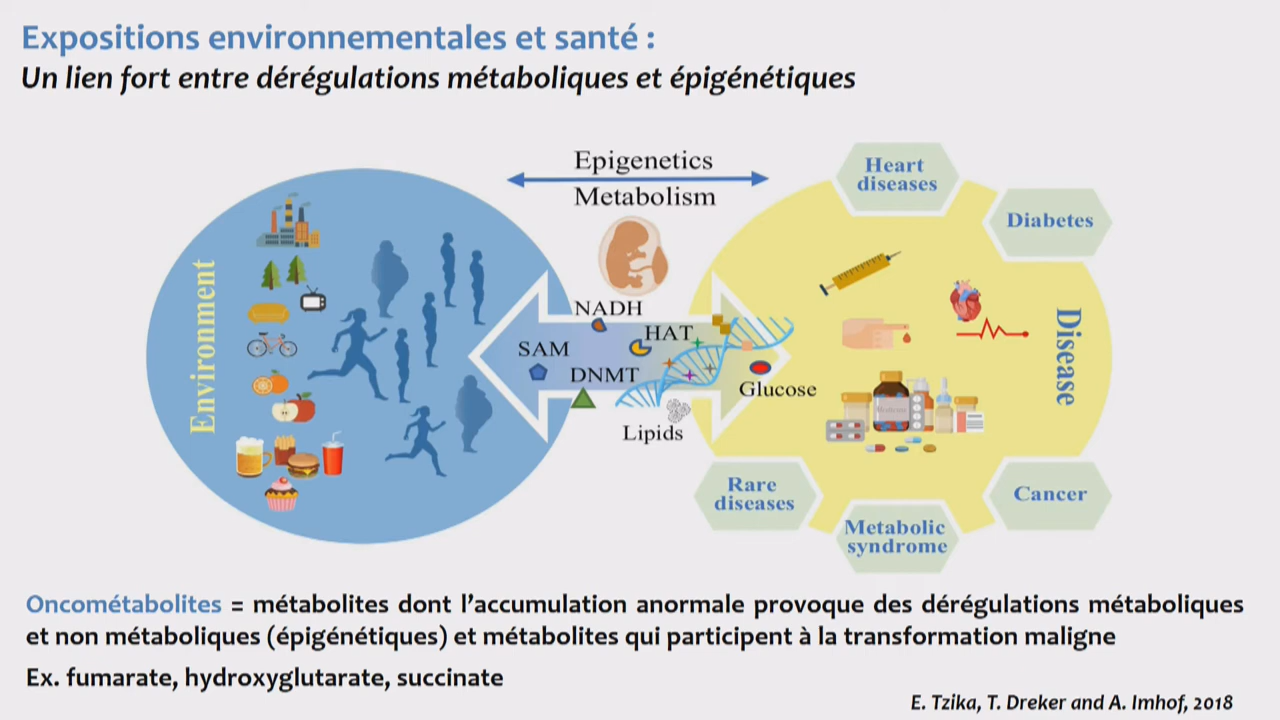 Expositions environnementales et santé :
Un lien fort entre dérégulations métaboliques et épigénétiques
Epigenetics
Metabolism
Environment
NADH
HAT
SAM
DNMT
Glucose
Lipids
Heart
diseases
Diabetes
Disease
Cancer
Metabolic
syndrome
Rare
diseases
Oncométabolites = métabolites dont l'accumulation anormale provoque des dérégulations métaboliques
et non métaboliques (épigénétiques) et métabolites qui participent à la transformation maligne
Ex. fumarate, hydroxyglutarate, succinate
E. Tzika, T. Dreker and A. Imhof, 2018